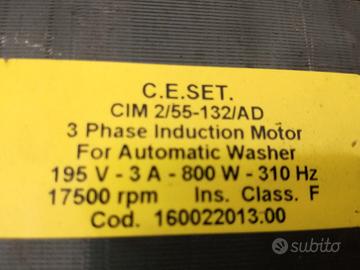 C.E.SET.
CIM 2/55-132/AD
3 Phase Induction Motor
For Automatic Washer
195 V - 3 A - 800 W - 310 Hz
17500 rpm Ins. Class. F
Cod. 160022013.00
subito